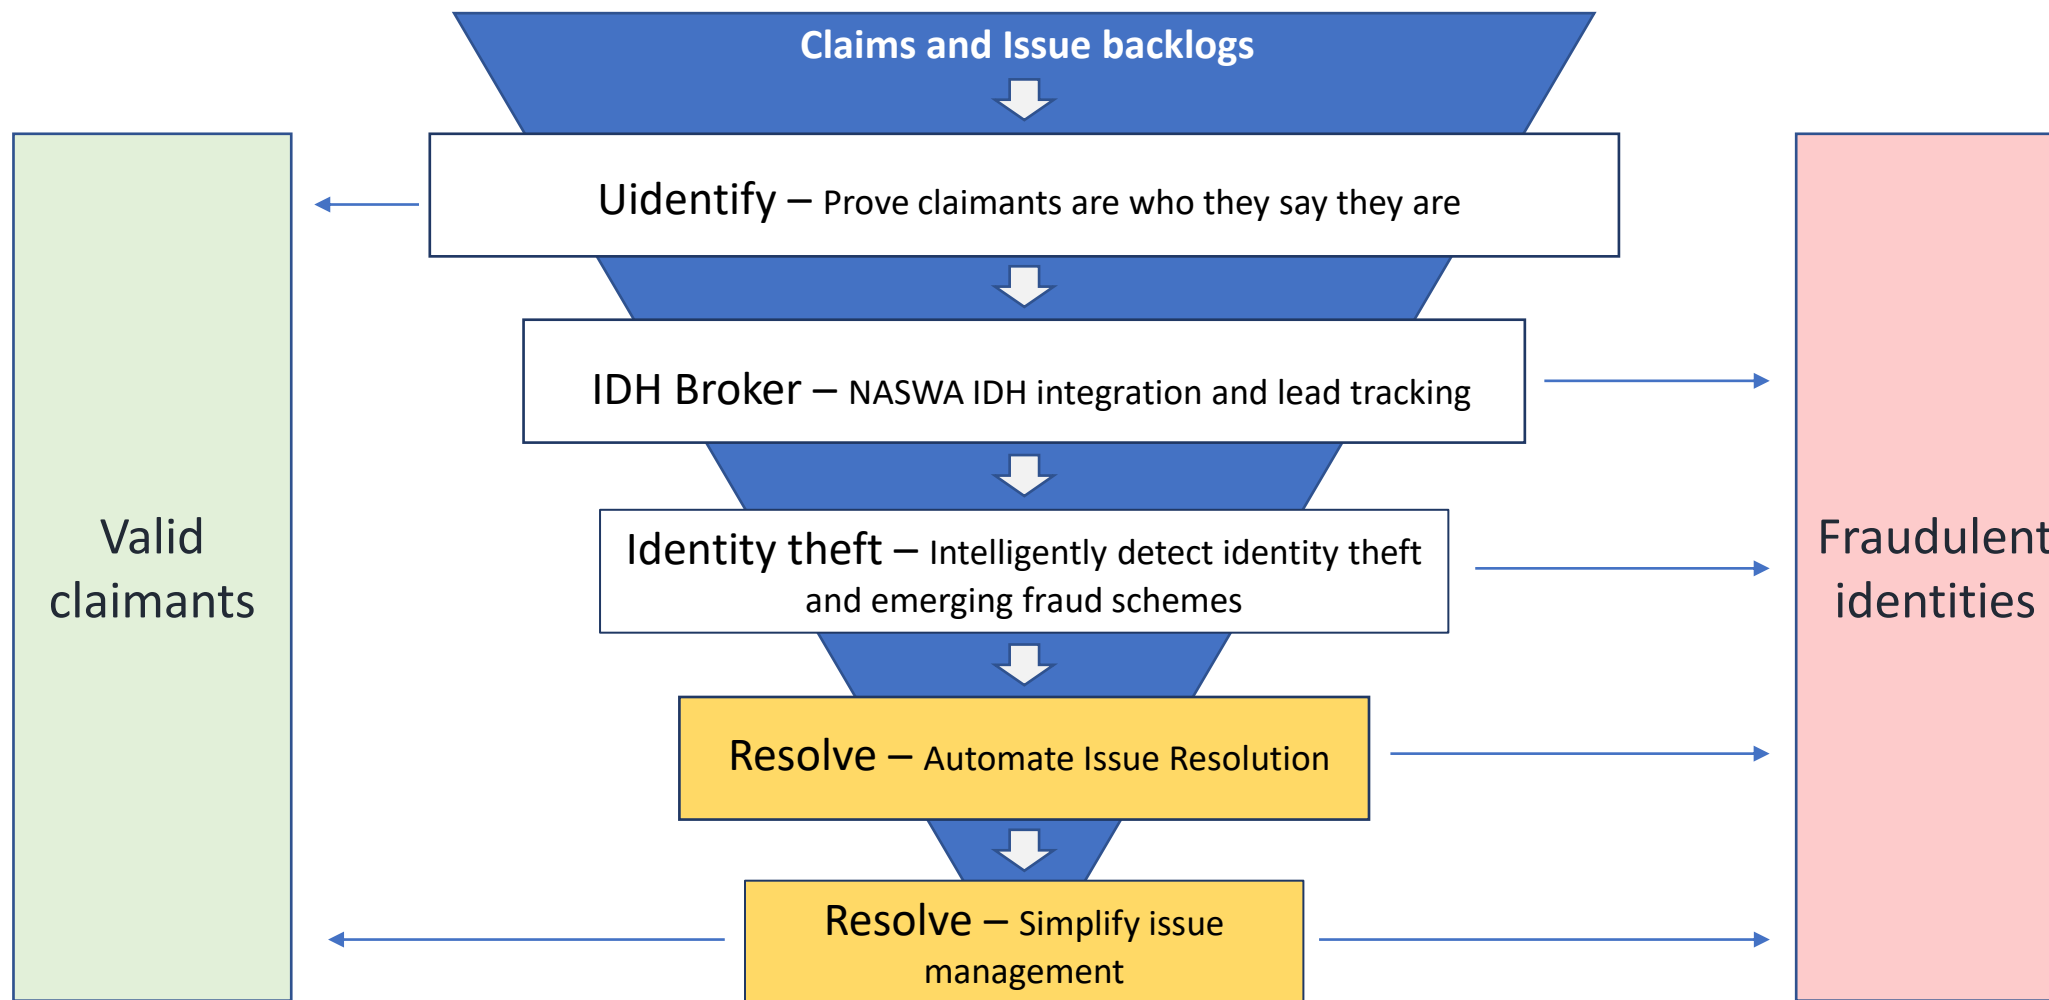 Claims and Issue backlogs
Uidentify – Prove claimants are who they say they are
IDH Broker – NASWA IDH integration and lead tracking
Identity theft – Intelligently detect identity theft
and emerging fraud schemes
Resolve – Automate Issue Resolution
Resolve – Simplify issue
management
Valid
claimants
Fraudulent
identities